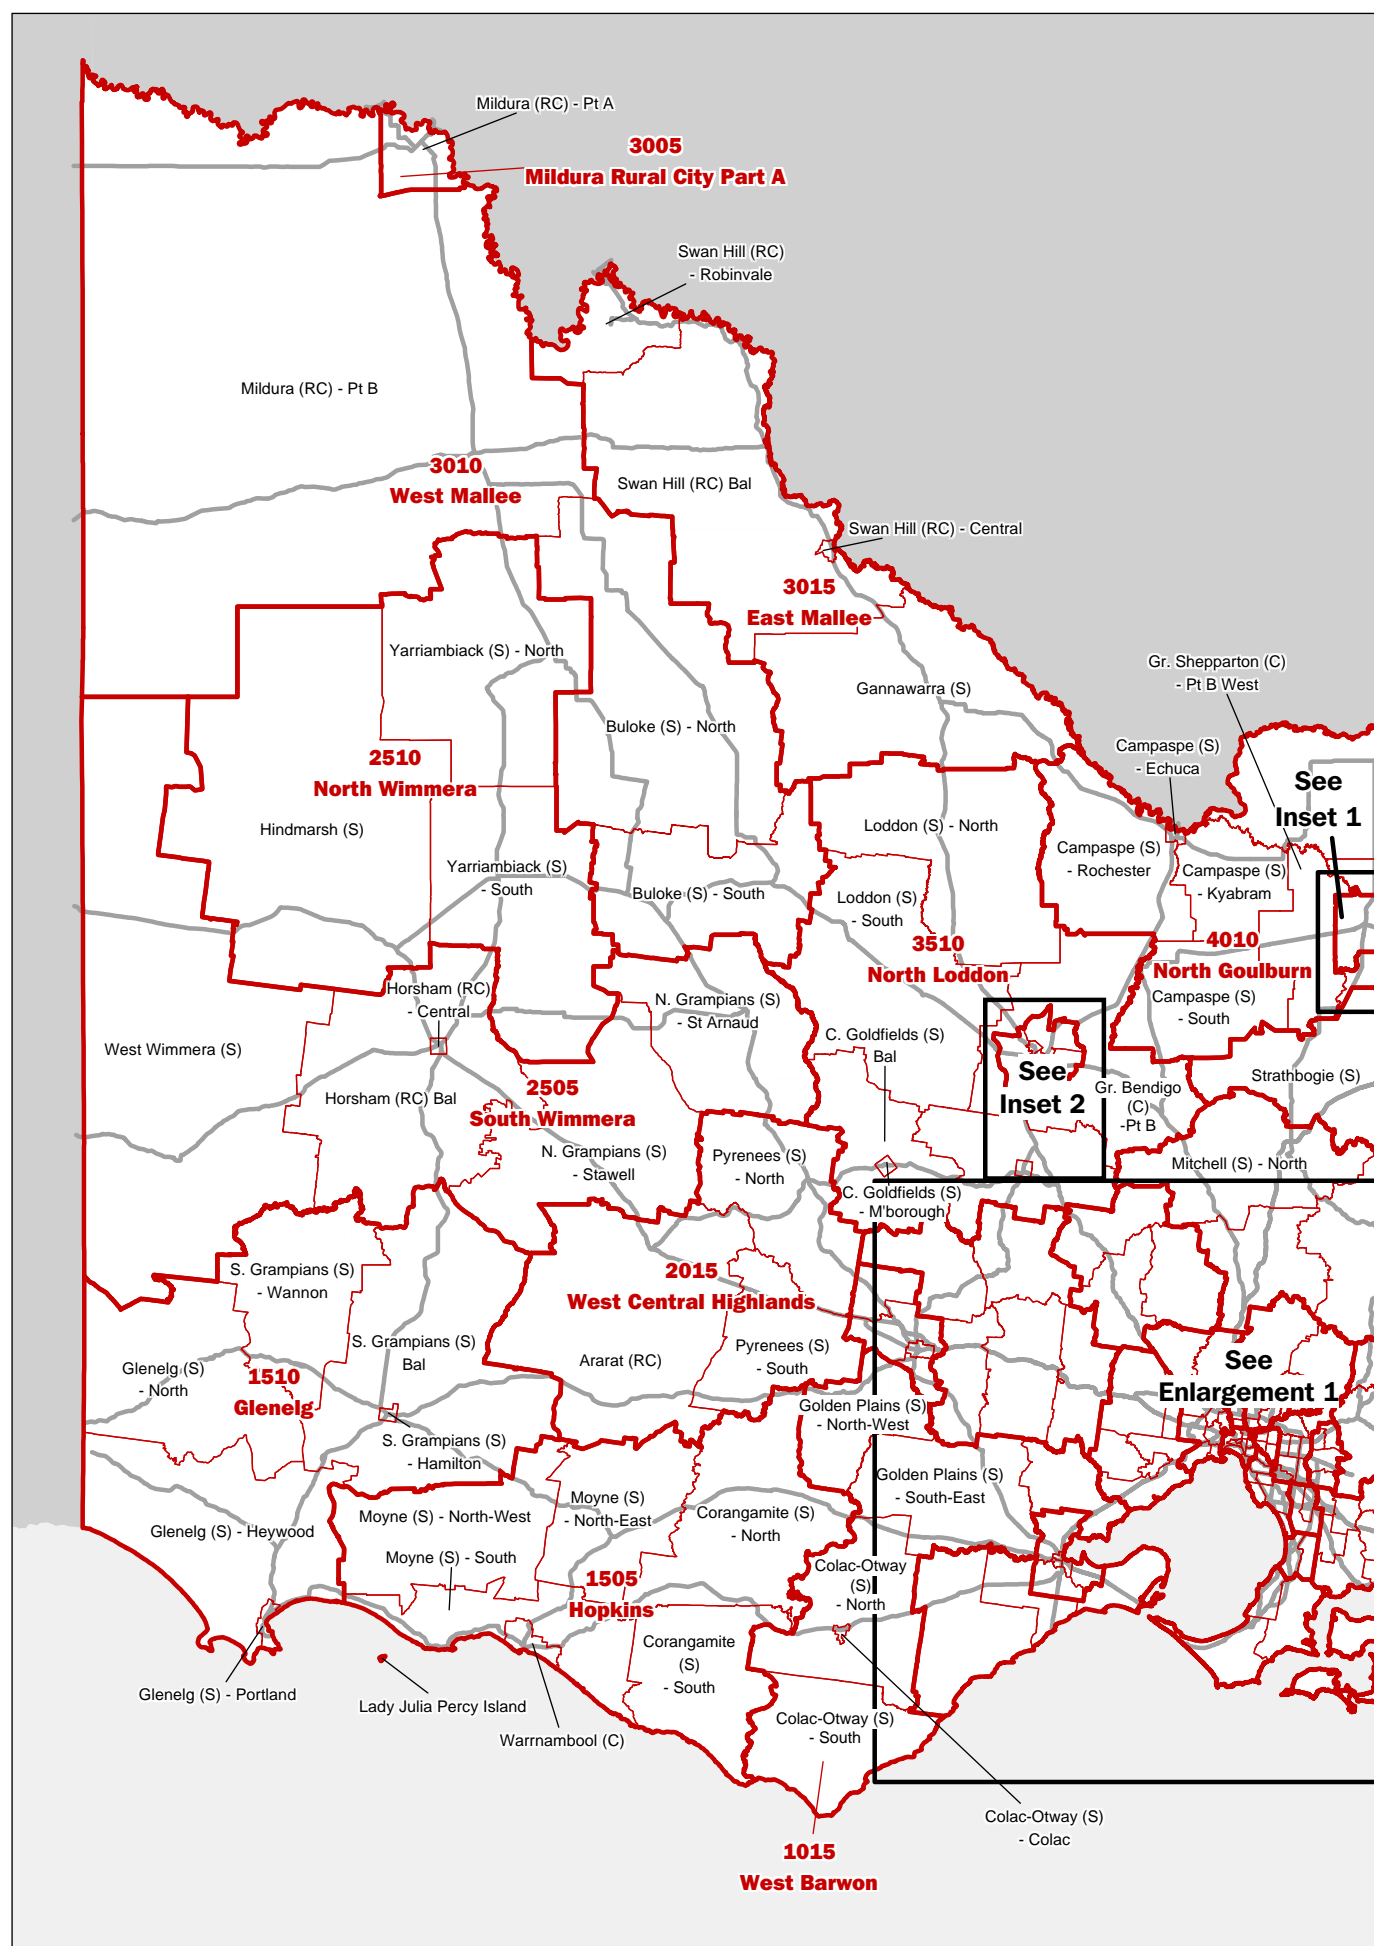 Mildura (RC) - Pt A
3005
Mildura Rural City Part A
Swan Hill (RC)
- Robinvale
Mildura (RC) - Pt B
3010
West Mallee
Swan Hill (RC) Bal
Swan Hill (RC) - Central
3015
East Mallee
Yarriambiack (S) - North
Gannawarra (S)
Gr. Shepparton (C)
- Pt B West
Buloke (S) - North
Campaspe (S)
- Echuca
2510
North Wimmera
See
Inset 1
Hindmarsh (S)
Loddon (S) - North
Campaspe (S)
- Rochester
Yarriambiack (S)
- South
Campaspe (S)
- Kyabram
Buloke (S) - South
Loddon (S)
- South
3510
North Loddon
4010
North Goulburn
Horsham (RC)
- Central
N. Grampians (S)
- St Arnaud
Campaspe (S)
- South
West Wimmera (S)
C. Goldfields (S)
Bal
See
Inset 2
Strathbogie (S)
Gr. Bendigo
(C)
-Pt B
Horsham (RC) Bal
2505
South Wimmera
N. Grampians (S)
- Stawell
Pyrenees (S)
- North
Mitchell (S) - North
C. Goldfields (S)
- M'borough
S. Grampians (S)
- Wannon
2015
West Central Highlands
S. Grampians (S)
Bal
Pyrenees (S)
- South
Ararat (RC)
See
Enlargement 1
Glenelg (S)
- North
1510
Glenelg
Golden Plains (S)
- North-West
S. Grampians (S)
- Hamilton
Golden Plains (S)
- South-East
Moyne (S)
- North-East
Moyne (S) - North-West
Corangamite (S)
- North
Glenelg (S) - Heywood
Moyne (S) - South
Colac-Otway
(S)
- North
1505
Hopkins
Corangamite
(S)
- South
Glenelg (S) - Portland
Lady Julia Percy Island
Warrnambool (C)
Colac-Otway (S)
- South
Colac-Otway (S)
- Colac
1015
West Barwon